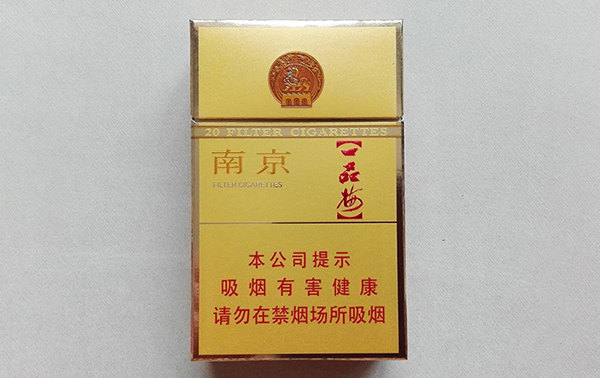 20 FILTER CIGARETTES
南京
FILTER CIGARETTES
【一品梅】
本公司提示
吸烟有害健康
请勿在禁烟场所吸烟